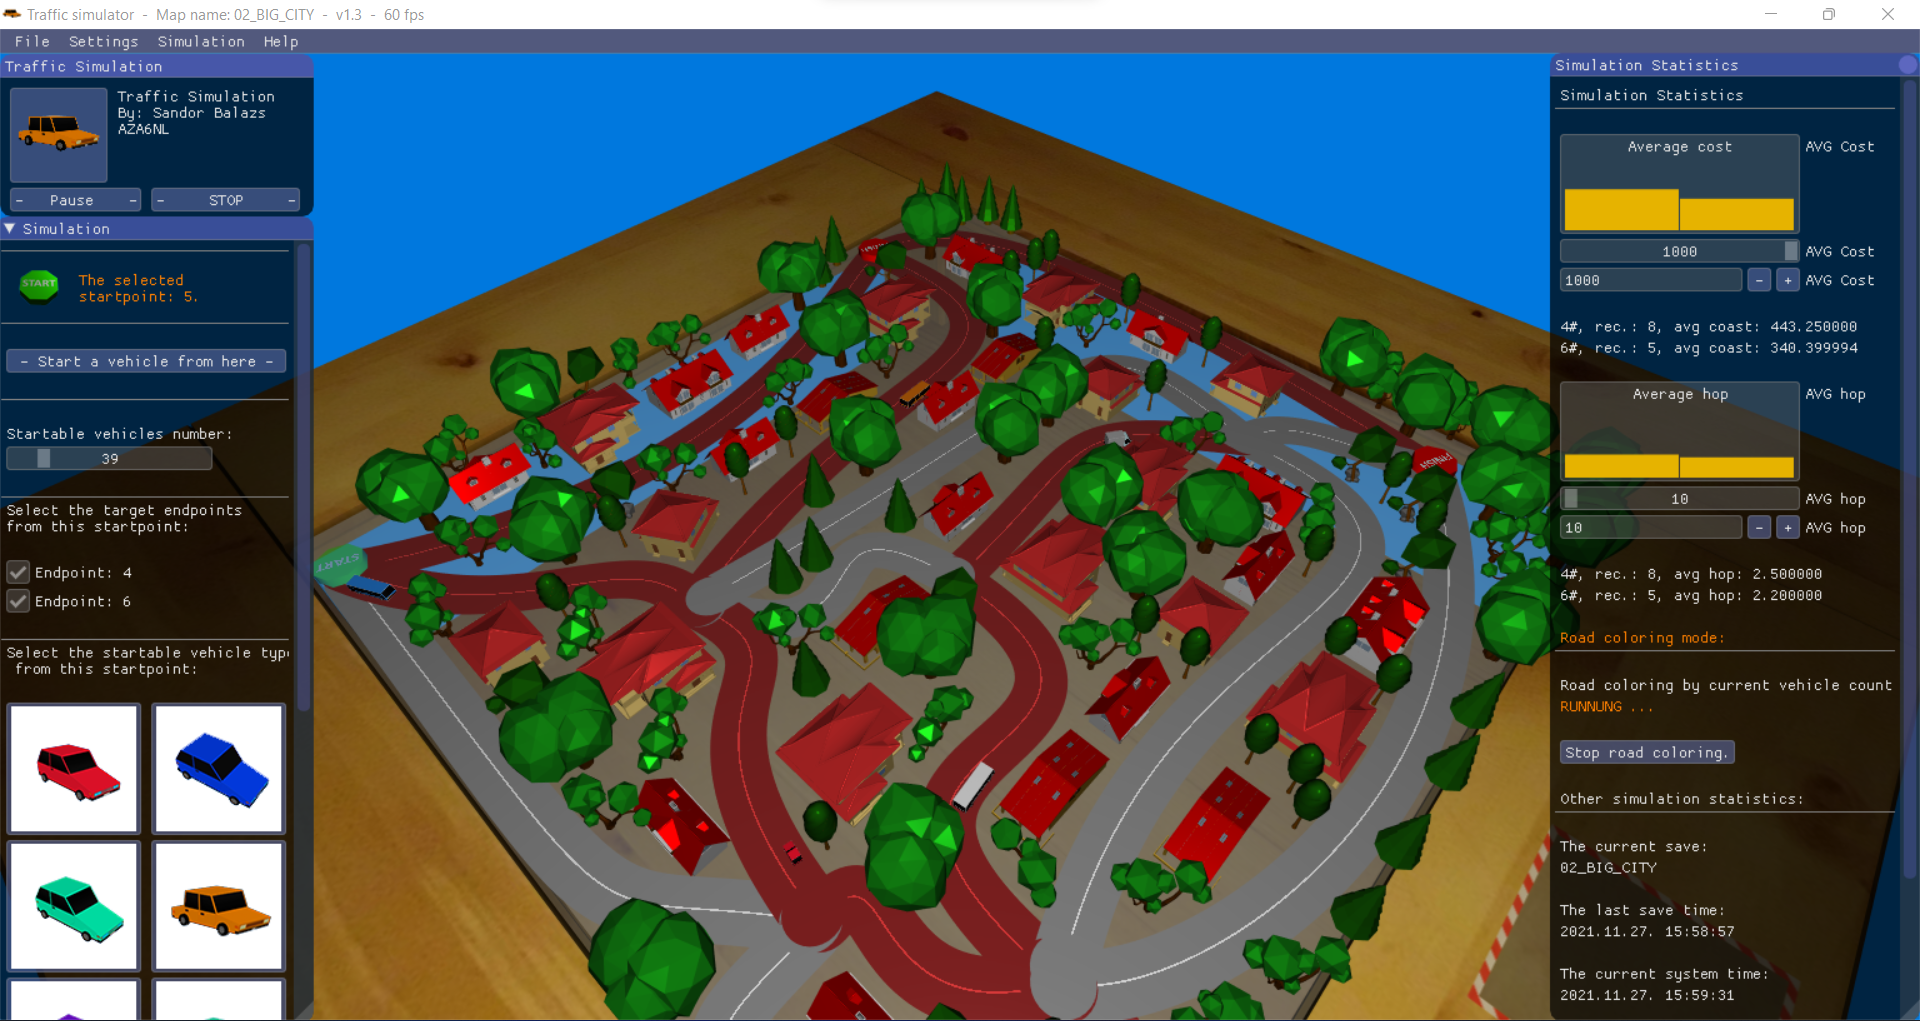 Traffic simulator - Map name: 02_BIG_CITY - v1.3 - 60 fps
File Settings Simulation Help
Traffic Simulation
Traffic Simulation
By: Sandor Balazs
AZA6NL
- Pause -
- STOP -
Simulation
START
The selected
startpoint: 5.
- Start a vehicle from here -
Startable vehicles number:
39
Select the target endpoints
from this startpoint:
Endpoint: 4
Endpoint: 6
Select the startable vehicle typ
from this startpoint:
START
FINISH
Simulation Statistics
Simulation Statistics
Average cost
AVG Cost
1000
AVG Cost
1000
-
+
AVG Cost
4#, rec.: 8, avg coast: 443.250000
6#, rec.: 5, avg coast: 340.399994
Average hop
AVG hop
10
AVG hop
10
-
+
AVG hop
4#, rec.: 8, avg hop: 2.500000
6#, rec.: 5, avg hop: 2.200000
Road coloring mode:
Road coloring by current vehicle count
RUNNUNG ...
Stop road coloring.
Other simulation statistics:
The current save:
02_BIG_CITY
The last save time:
2021.11.27. 15:58:57
The current system time:
2021.11.27. 15:59:31